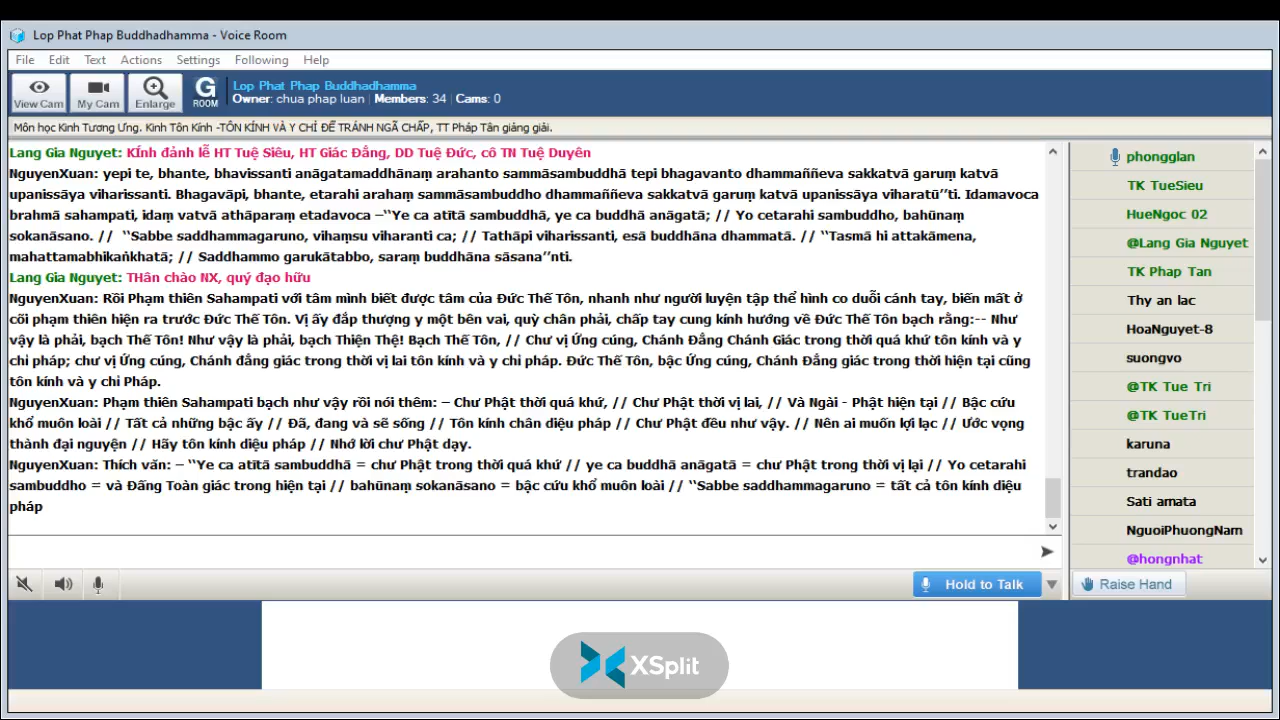 Lop Phat Phap Buddhadhamma - Voice Room
File Edit Text Actions Settings Following Help
View Cam
My Cam
Enlarge
G
ROOM
Lop Phat Phap Buddhadhamma
Owner: chua phap luan | Members: 34 | Cams: 0
Môn học Kinh Tương Ưng. Kinh Tôn Kính -TÔN KÍNH VÀ Y CHỈ ĐỂ TRÁNH NGÃ CHẤP, TT Pháp Tân giảng giải.
Lang Gia Nguyet: KÍnh đảnh lễ HT Tuệ Siêu, HT Giác Đẳng, DD Tuệ Đức, cô TN Tuệ Duyên
NguyenXuan: yepi te, bhante, bhavissanti anāgatamaddhānaṃ arahanto sammāsambuddhā tepi bhagavanto dhammaññeva sakkatvā garuṃ katvā
upanissāya viharissanti. Bhagavāpi, bhante, etarahi arahaṃ sammāsambuddho dhammaññeva sakkatvā garuṃ katvā upanissāya viharatū’’ti. Idamavoca
brahmā sahampati, idaṃ vatvā athāparaṃ etadavoca –‘‘Ye ca atītā sambuddhā, ye ca buddhā anāgatā; // Yo cetarahi sambuddho, bahūnaṃ
sokanāsano. // ‘‘Sabbe saddhammagaruno, vihaṃsu viharanti ca; // Tathāpi viharissanti, esā buddhāna dhammatā. // ‘‘Tasmā hi attakāmena,
mahattamabhikaṅkhatā; // Saddhammo garukātabbo, saraṃ buddhāna sāsana’’nti.
Lang Gia Nguyet: THân chào NX, quý đạo hữu
NguyenXuan: Rồi Phạm thiên Sahampati với tâm mình biết được tâm của Đức Thế Tôn, nhanh như người luyện tập thể hình co duỗi cánh tay, biến mất ở
cõi phạm thiên hiện ra trước Đức Thế Tôn. Vị ấy đắp thượng y một bên vai, quỳ chân phải, chấp tay cung kính hướng về Đức Thế Tôn bạch rằng:-- Như
vậy là phải, bạch Thế Tôn! Như vậy là phải, bạch Thiện Thệ! Bạch Thế Tôn, // Chư vị Ứng cúng, Chánh Đẳng Chánh Giác trong thời quá khứ tôn kính và y
chỉ pháp; chư vị Ứng cúng, Chánh đẳng giác trong thời vị lai tôn kính và y chỉ pháp. Đức Thế Tôn, bậc Ứng cúng, Chánh Đẳng giác trong thời hiện tại cũng
tôn kính và y chỉ Pháp.
NguyenXuan: Phạm thiên Sahampati bạch như vậy rồi nói thêm: – Chư Phật thời quá khứ, // Chư Phật thời vị lai, // Và Ngài - Phật hiện tại // Bậc cứu
khổ muôn loài // Tất cả những bậc ấy // Đã, đang và sẽ sống // Tôn kính chân diệu pháp // Chư Phật đều như vậy. // Nên ai muốn lợi lạc // Ước vọng
thành đại nguyện // Hãy tôn kính diệu pháp // Nhớ lời chư Phật dạy.
NguyenXuan: Thích văn: – ‘‘Ye ca atītā sambuddhā = chư Phật trong thời quá khứ // ye ca buddhā anāgatā = chư Phật trong thời vị lại // Yo cetarahi
sambuddho = và Đấng Toàn giác trong hiện tại // bahūnaṃ sokanāsano = bậc cứu khổ muôn loài // ‘‘Sabbe saddhammagaruno = tất cả tôn kính diệu
pháp
phongglan
TK TueSieu
HueNgoc 02
@Lang Gia Nguyet
TK Phap Tan
Thy an lac
HoaNguyet-8
suongvo
@TK Tue Tri
@TK TueTri
karuna
trandao
Sati amata
NguoiPhuongNam
@hongnhat
Hold to Talk
Raise Hand
XSplit